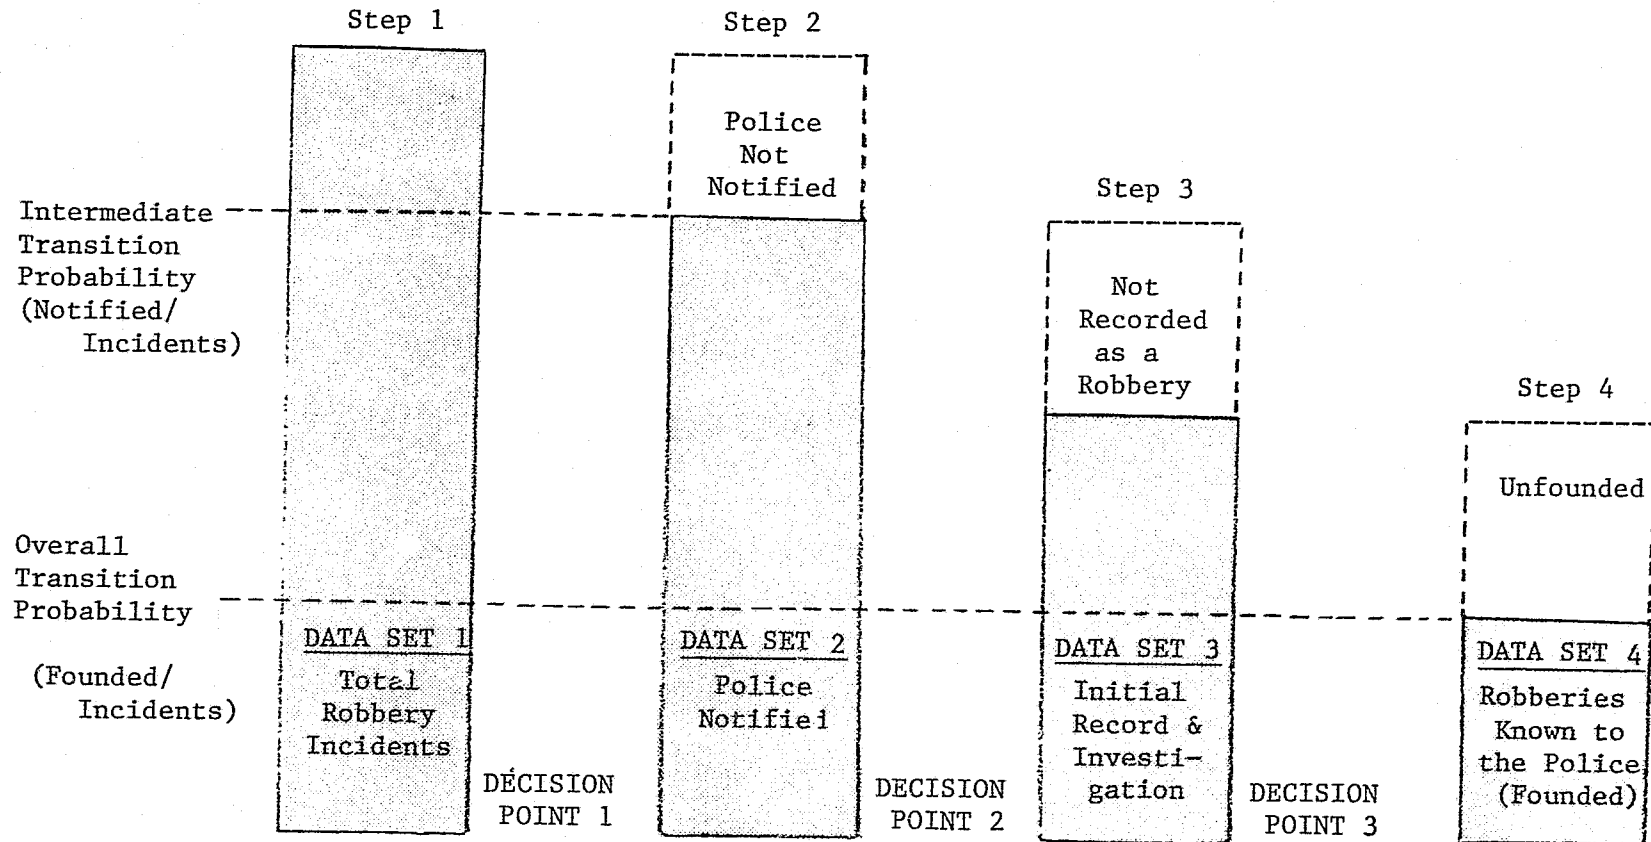 Step 1
Step 2
Police
Not
Notified
Step 3
Intermediate
Transition
Probability
(Notified/
Incidents)
Not
Recorded
as a
Robbery
Step 4
Unfounded
Overall
Transition
Probability
(Founded/
Incidents)
DATA SET 1
Total
Robbery
Incidents
DECISION
POINT 1
DATA SET 2
Police
Notifiel
DECISION
POINT 2
DATA SET 3
Initial
Record &
Investi-
gation
DECISION
POINT 3
DATA SET 4
Robberies
Known to
the Police
(Founded)